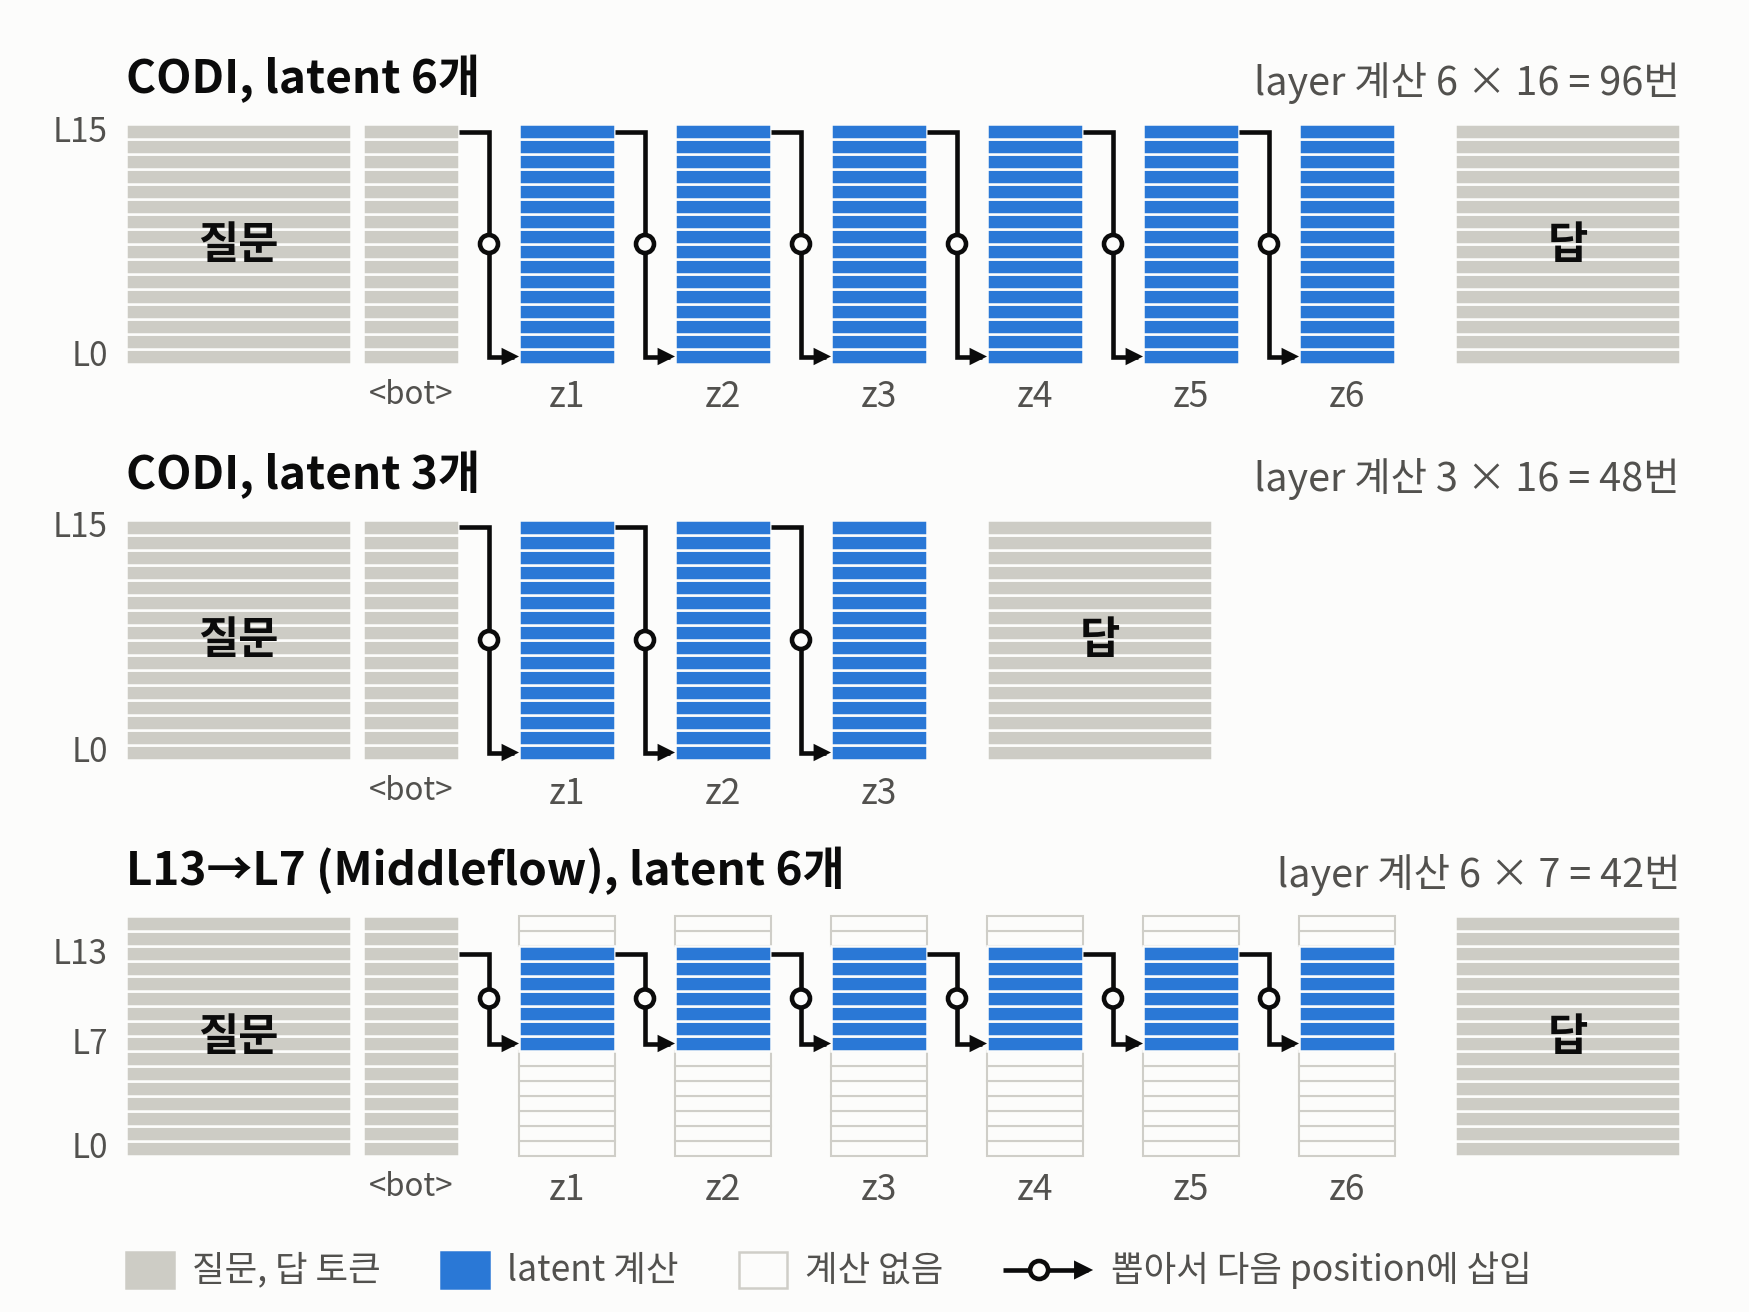 CODI, latent 6개
layer 계산 6 × 16 = 96번
L15
질문
답
L0
<bot>
z1
z2
z3
z4
z5
z6
CODI, latent 3개
layer 계산 3 × 16 = 48번
L15
질문
답
L0
<bot>
z1
z2
z3
L13→L7 (Middleflow), latent 6개
layer 계산 6 × 7 = 42번
L13
질문
답
L7
L0
<bot>
z1
z2
z3
z4
z5
z6
질문, 답 토큰
latent 계산
계산 없음
뽑아서 다음 position에 삽입